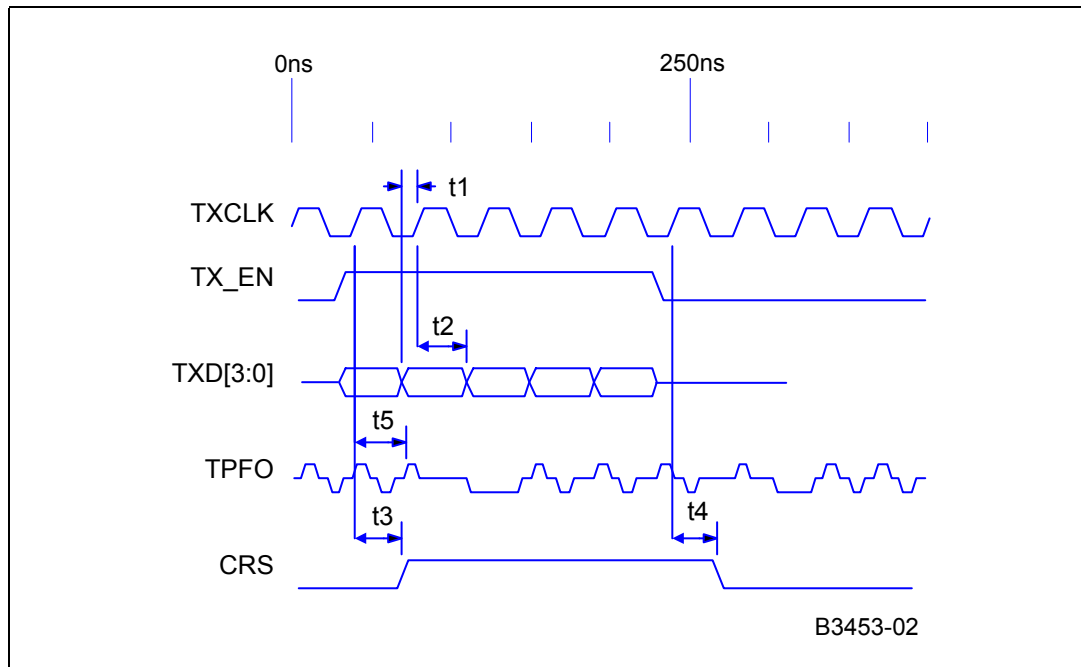 0ns 250ns
t1
TXCLK
TX_EN
t2
TXD[3:0]
t5
TPFO
t3 t4
CRS
B3453-02